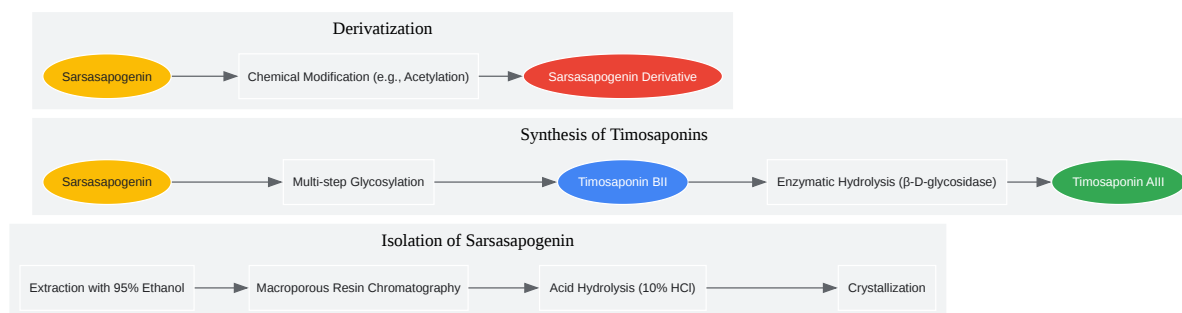 Derivatization
Sarsasapogenin
Chemical Modification (e.g., Acetylation)
Sarsasapogenin Derivative
Synthesis of Timosaponins
Sarsasapogenin
Multi-step Glycosylation
Timosaponin BII
Enzymatic Hydrolysis (β-D-glycosidase)
Timosaponin AIII
Isolation of Sarsasapogenin
Extraction with 95% Ethanol
Macroporous Resin Chromatography
Acid Hydrolysis (10% HCl)
Crystallization